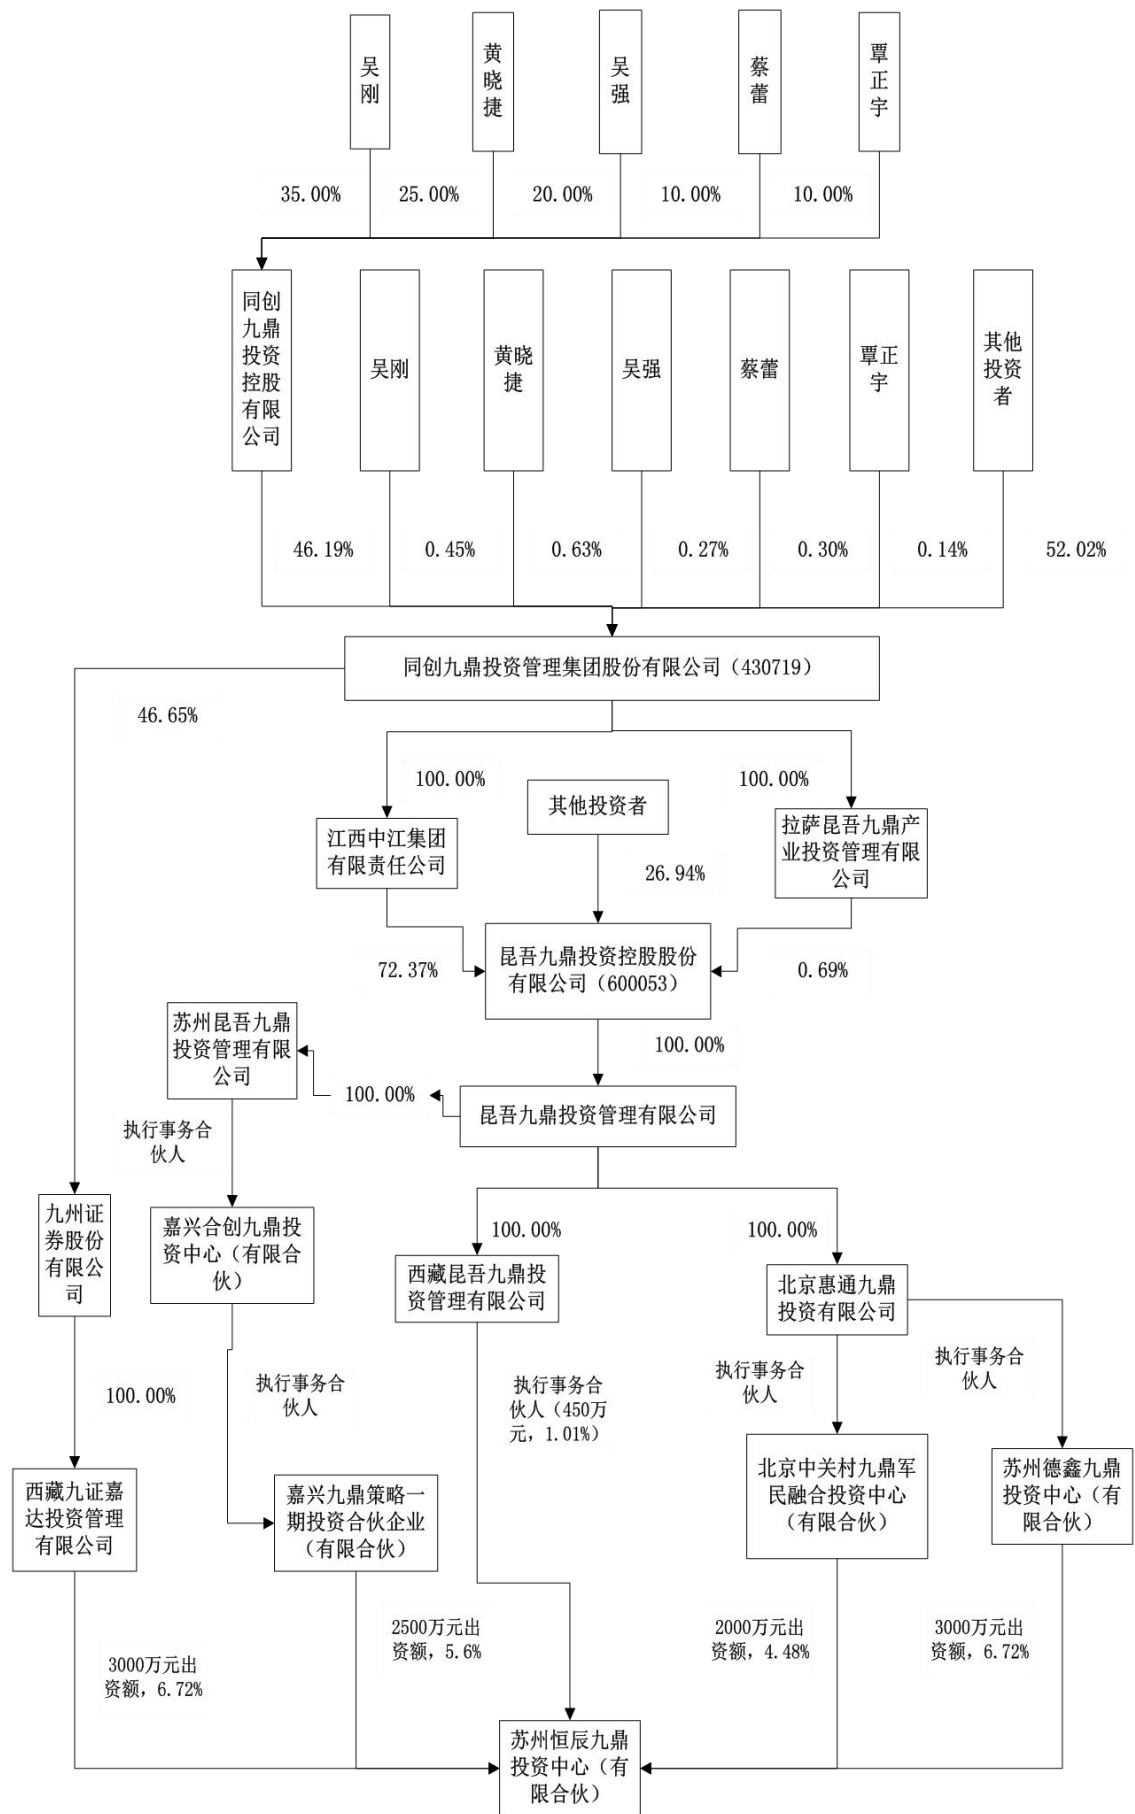 吴
刚
黄
晓
捷
吴
强
蔡
蕾
覃
正
宇
35.00%
25.00%
20.00%
10.00%
10.00%
同创
九鼎
投资
控股
有限
公司
吴刚
黄晓
捷
吴强
蔡蕾
覃正
宇
其他
投资
者
46.19%
0.45%
0.63%
0.27%
0.30%
0.14%
52.02%
同创九鼎投资管理集团股份有限公司（430719）
46.65%
100.00%
100.00%
其他投资者
江西中江集团
有限责任公司
拉萨昆吾九鼎产
业投资管理有限
公司
26.94%
72.37%
昆吾九鼎投资控股股份
有限公司（600053）
0.69%
苏州昆吾九鼎
投资管理有限
公司
100.00%
100.00%
昆吾九鼎投资管理有限公司
执行事务合
伙人
九州证
券股份
有限公
司
嘉兴合创九鼎投
资中心（有限合
伙）
100.00%
100.00%
西藏昆吾九鼎投
资管理有限公司
北京惠通九鼎
投资有限公司
100.00%
执行事务合
伙人
执行事务合
伙人（450万
元，1.01%）
执行事务合
伙人
执行事务合
伙人
西藏九证嘉
达投资管理
有限公司
嘉兴九鼎策略一
期投资合伙企业
（有限合伙）
北京中关村九鼎军
民融合投资中心
（有限合伙）
苏州德鑫九鼎
投资中心（有
限合伙）
3000万元出
资额，6.72%
2500万元出
资额，5.6%
2000万元出
资额，4.48%
3000万元出
资额，6.72%
苏州恒辰九鼎
投资中心（有
限合伙）